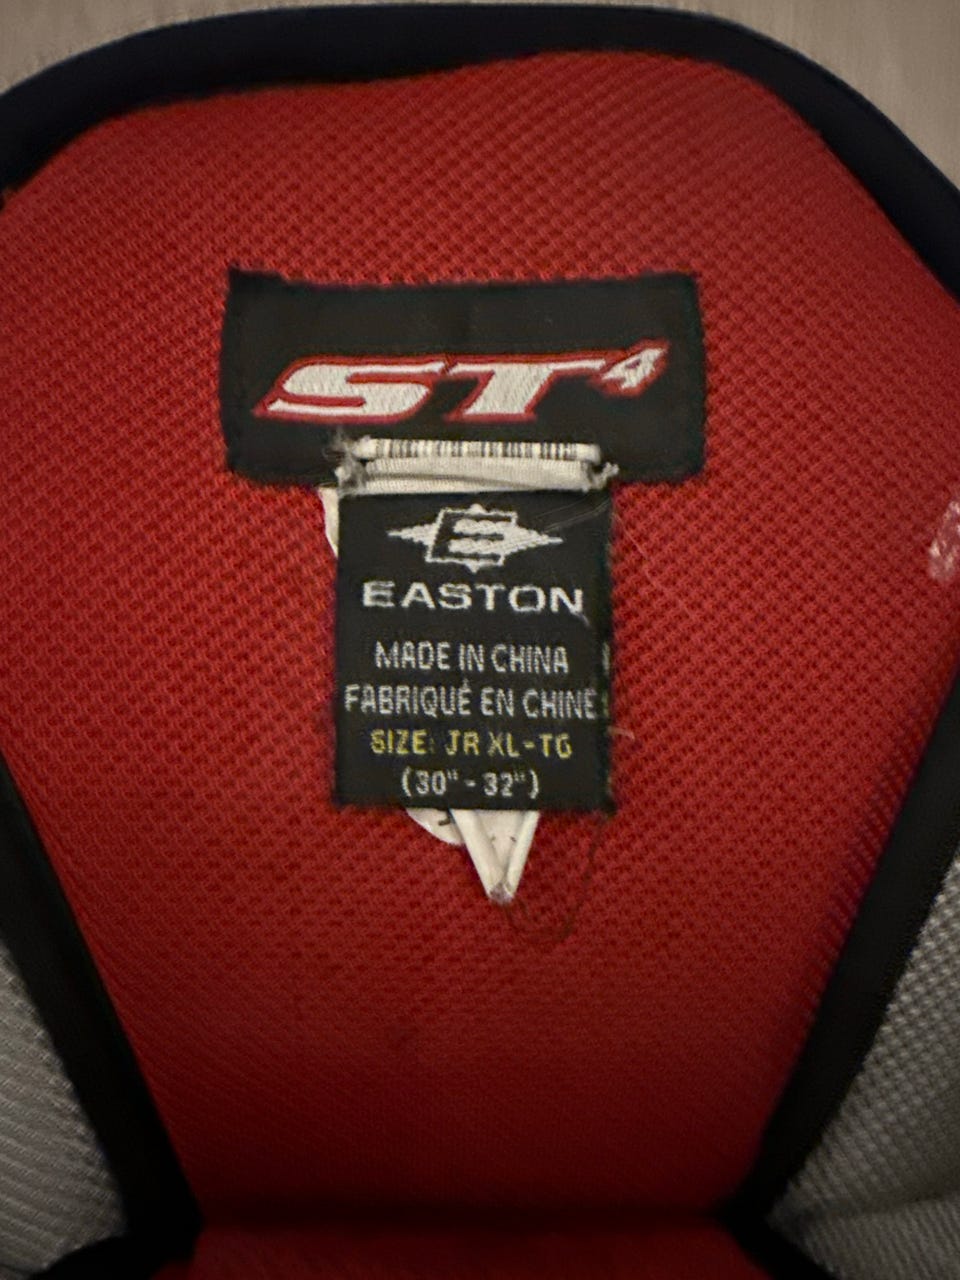 ST4
EASTON
MADE IN CHINA
FABRIQUÉ EN CHINE
SIZE: JR XL-TG
(30" - 32")